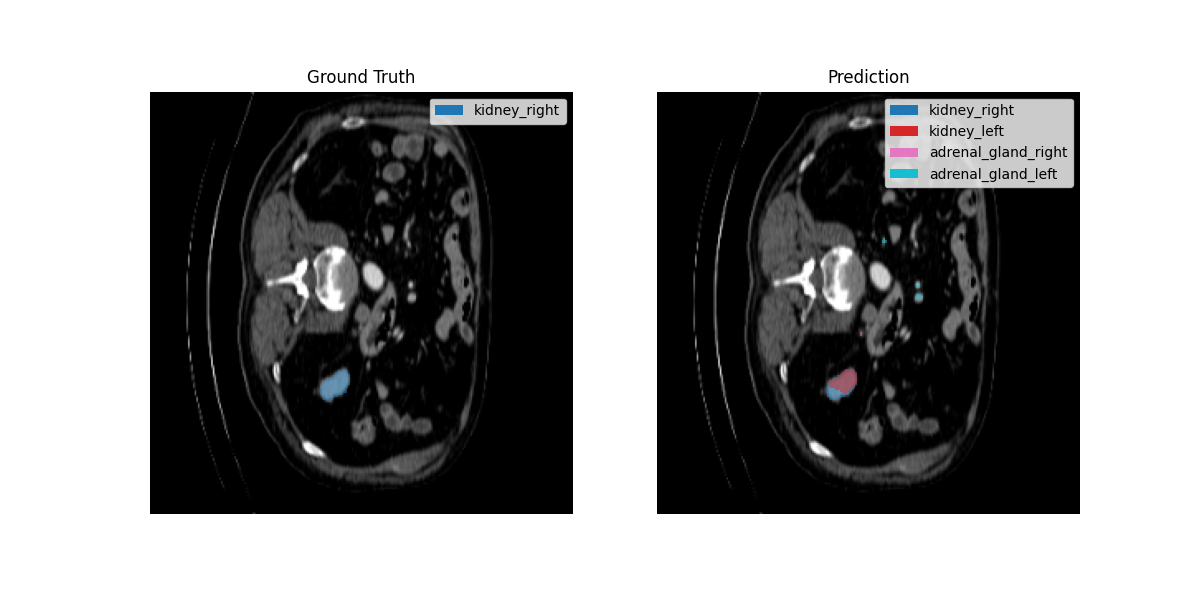 Ground Truth
kidney_right
Prediction
kidney_right
kidney_left
adrenal_gland_right
adrenal_gland_left